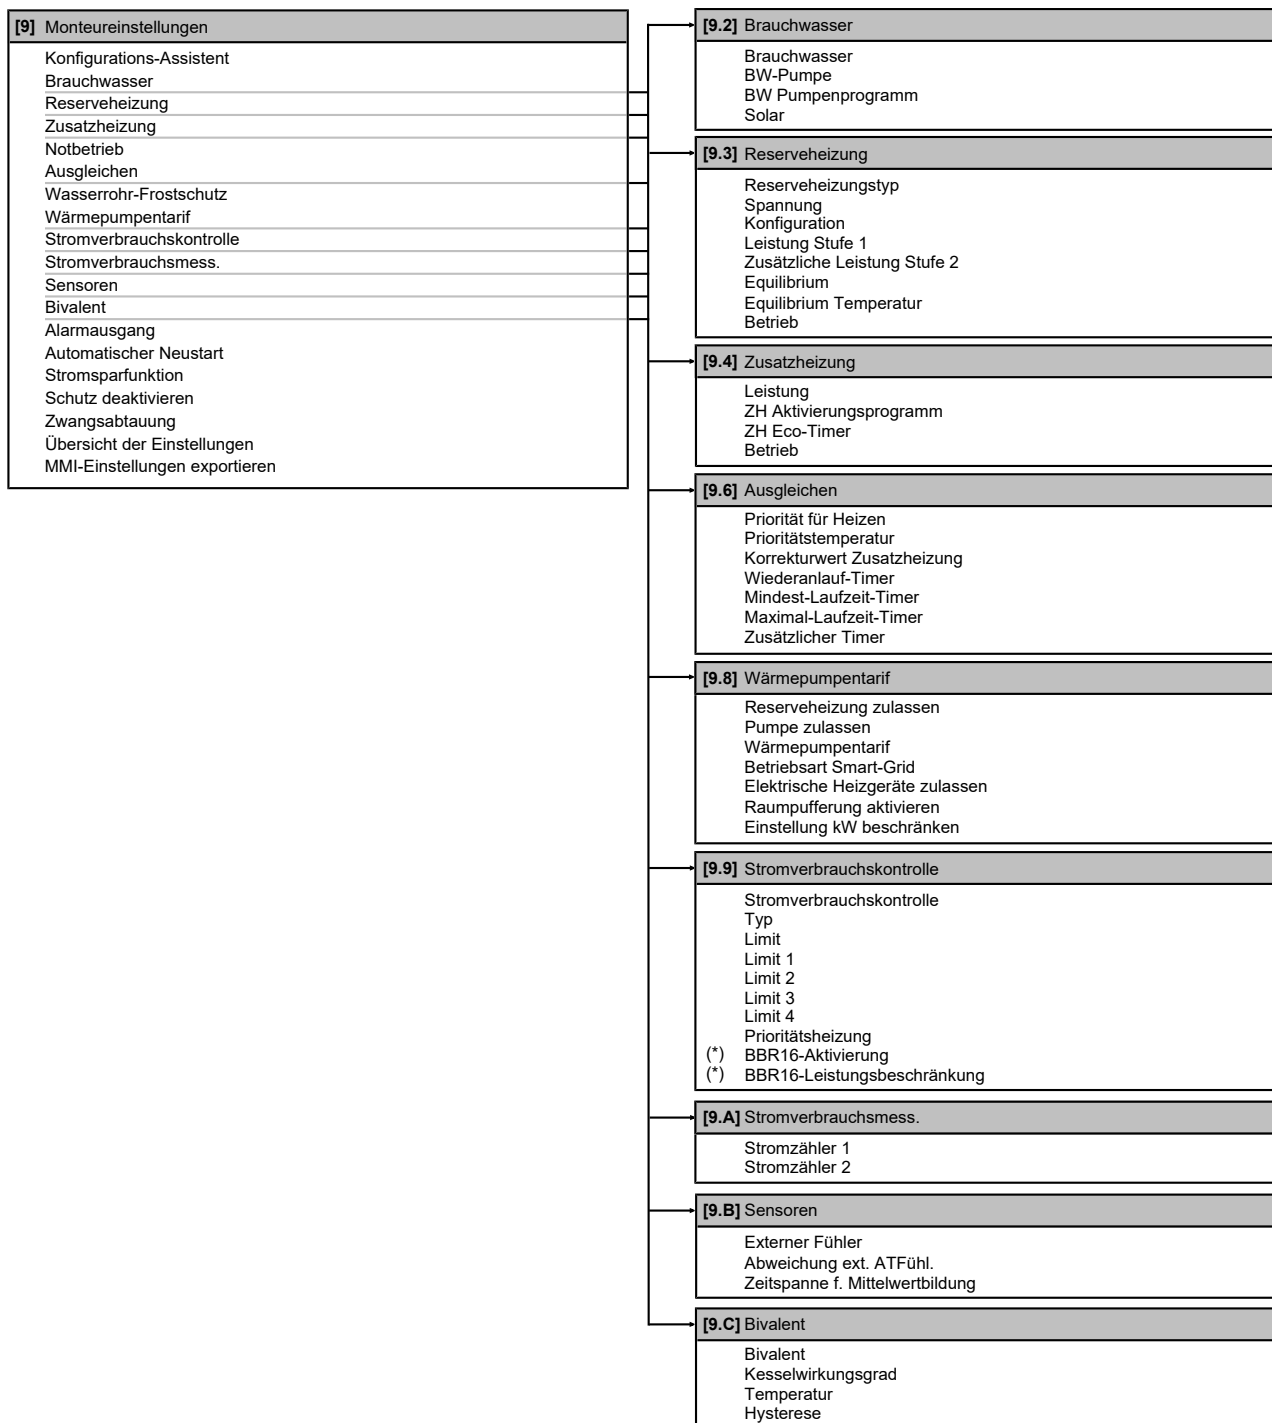 [9] Monteureinstellungen
Konfigurations-Assistent
Brauchwasser
Reserveheizung
Zusatzheizung
Notbetrieb
Ausgleichen
Wasserrohr-Frostschutz
Wärmepumpentarif
Stromverbrauchskontrolle
Stromverbrauchsmess.
Sensoren
Bivalent
Alarmausgang
Automatischer Neustart
Stromsparfunktion
Schutz deaktivieren
Zwangsabtauung
Übersicht der Einstellungen
MMI-Einstellungen exportieren
[9.2] Brauchwasser
Brauchwasser
BW-Pumpe
BW Pumpenprogramm
Solar
[9.3] Reserveheizung
Reserveheizungstyp
Spannung
Konfiguration
Leistung Stufe 1
Zusätzliche Leistung Stufe 2
Equilibrium
Equilibrium Temperatur
Betrieb
[9.4] Zusatzheizung
Leistung
ZH Aktivierungsprogramm
ZH Eco-Timer
Betrieb
[9.6] Ausgleichen
Priorität für Heizen
Prioritätstemperatur
Korrekturwert Zusatzheizung
Wiederanlauf-Timer
Mindest-Laufzeit-Timer
Maximal-Laufzeit-Timer
Zusätzlicher Timer
[9.8] Wärmepumpentarif
Reserveheizung zulassen
Pumpe zulassen
Wärmepumpentarif
Betriebsart Smart-Grid
Elektrische Heizgeräte zulassen
Raumpufferung aktivieren
Einstellung kW beschränken
[9.9] Stromverbrauchskontrolle
Stromverbrauchskontrolle
Typ
Limit
Limit 1
Limit 2
Limit 3
Limit 4
Prioritätsheizung
(*) BBR16-Aktivierung
(*) BBR16-Leistungsbeschränkung
[9.A] Stromverbrauchsmess.
Stromzähler 1
Stromzähler 2
[9.B] Sensoren
Externer Fühler
Abweichung ext. ATFühl.
Zeitspanne f. Mittelwertbildung
[9.C] Bivalent
Bivalent
Kesselwirkungsgrad
Temperatur
Hysterese